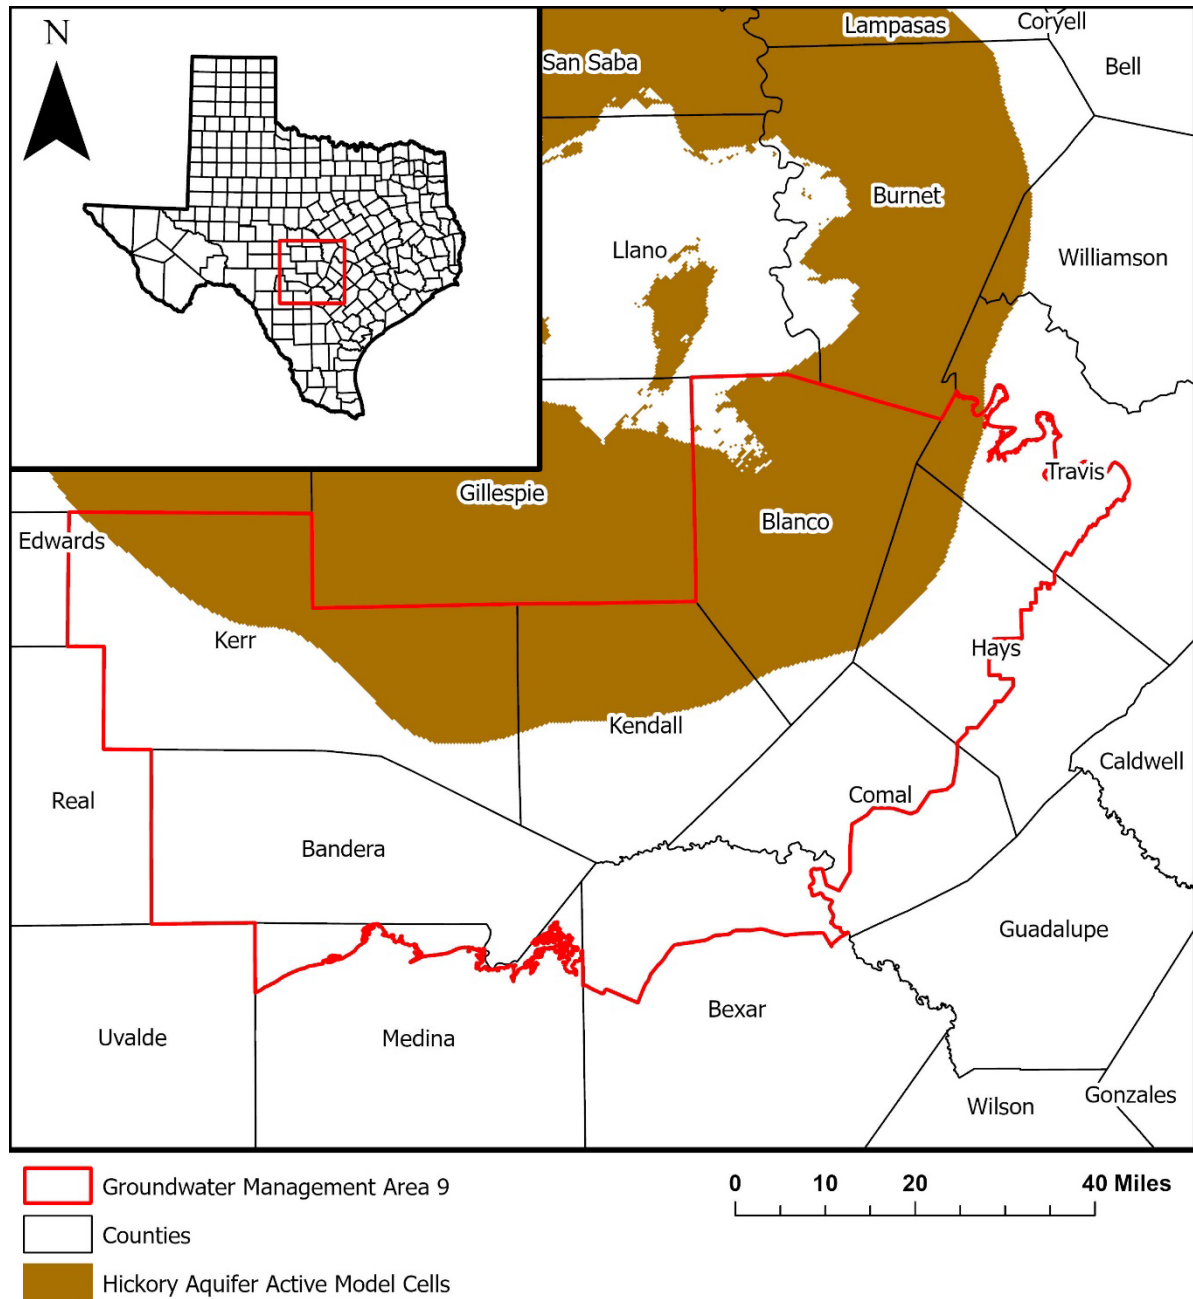 N
Lampasas
Coryell
San Saba
Bell
Burnet
Llano
Williamson
Travis
Gillespie
Blanco
Edwards
Kerr
Hays
Kendall
Caldwell
Real
Comal
Bandera
Guadalupe
Bexar
Uvalde
Medina
Gonzales
Wilson
Groundwater Management Area 9
0 10 20 40 Miles
Counties
Hickory Aquifer Active Model Cells